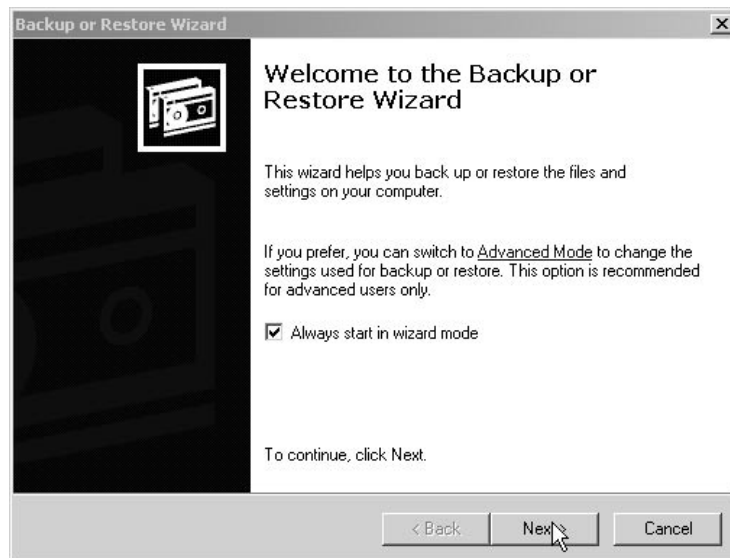 Backup or Restore Wizard
Welcome to the Backup or
Restore Wizard
This wizard helps you back up or restore the files and
settings on your computer.
If you prefer, you can switch to Advanced Mode to change the
settings used for backup or restore. This option is recommended
for advanced users only.
Always start in wizard mode
To continue, click Next.
< Back Next > Cancel